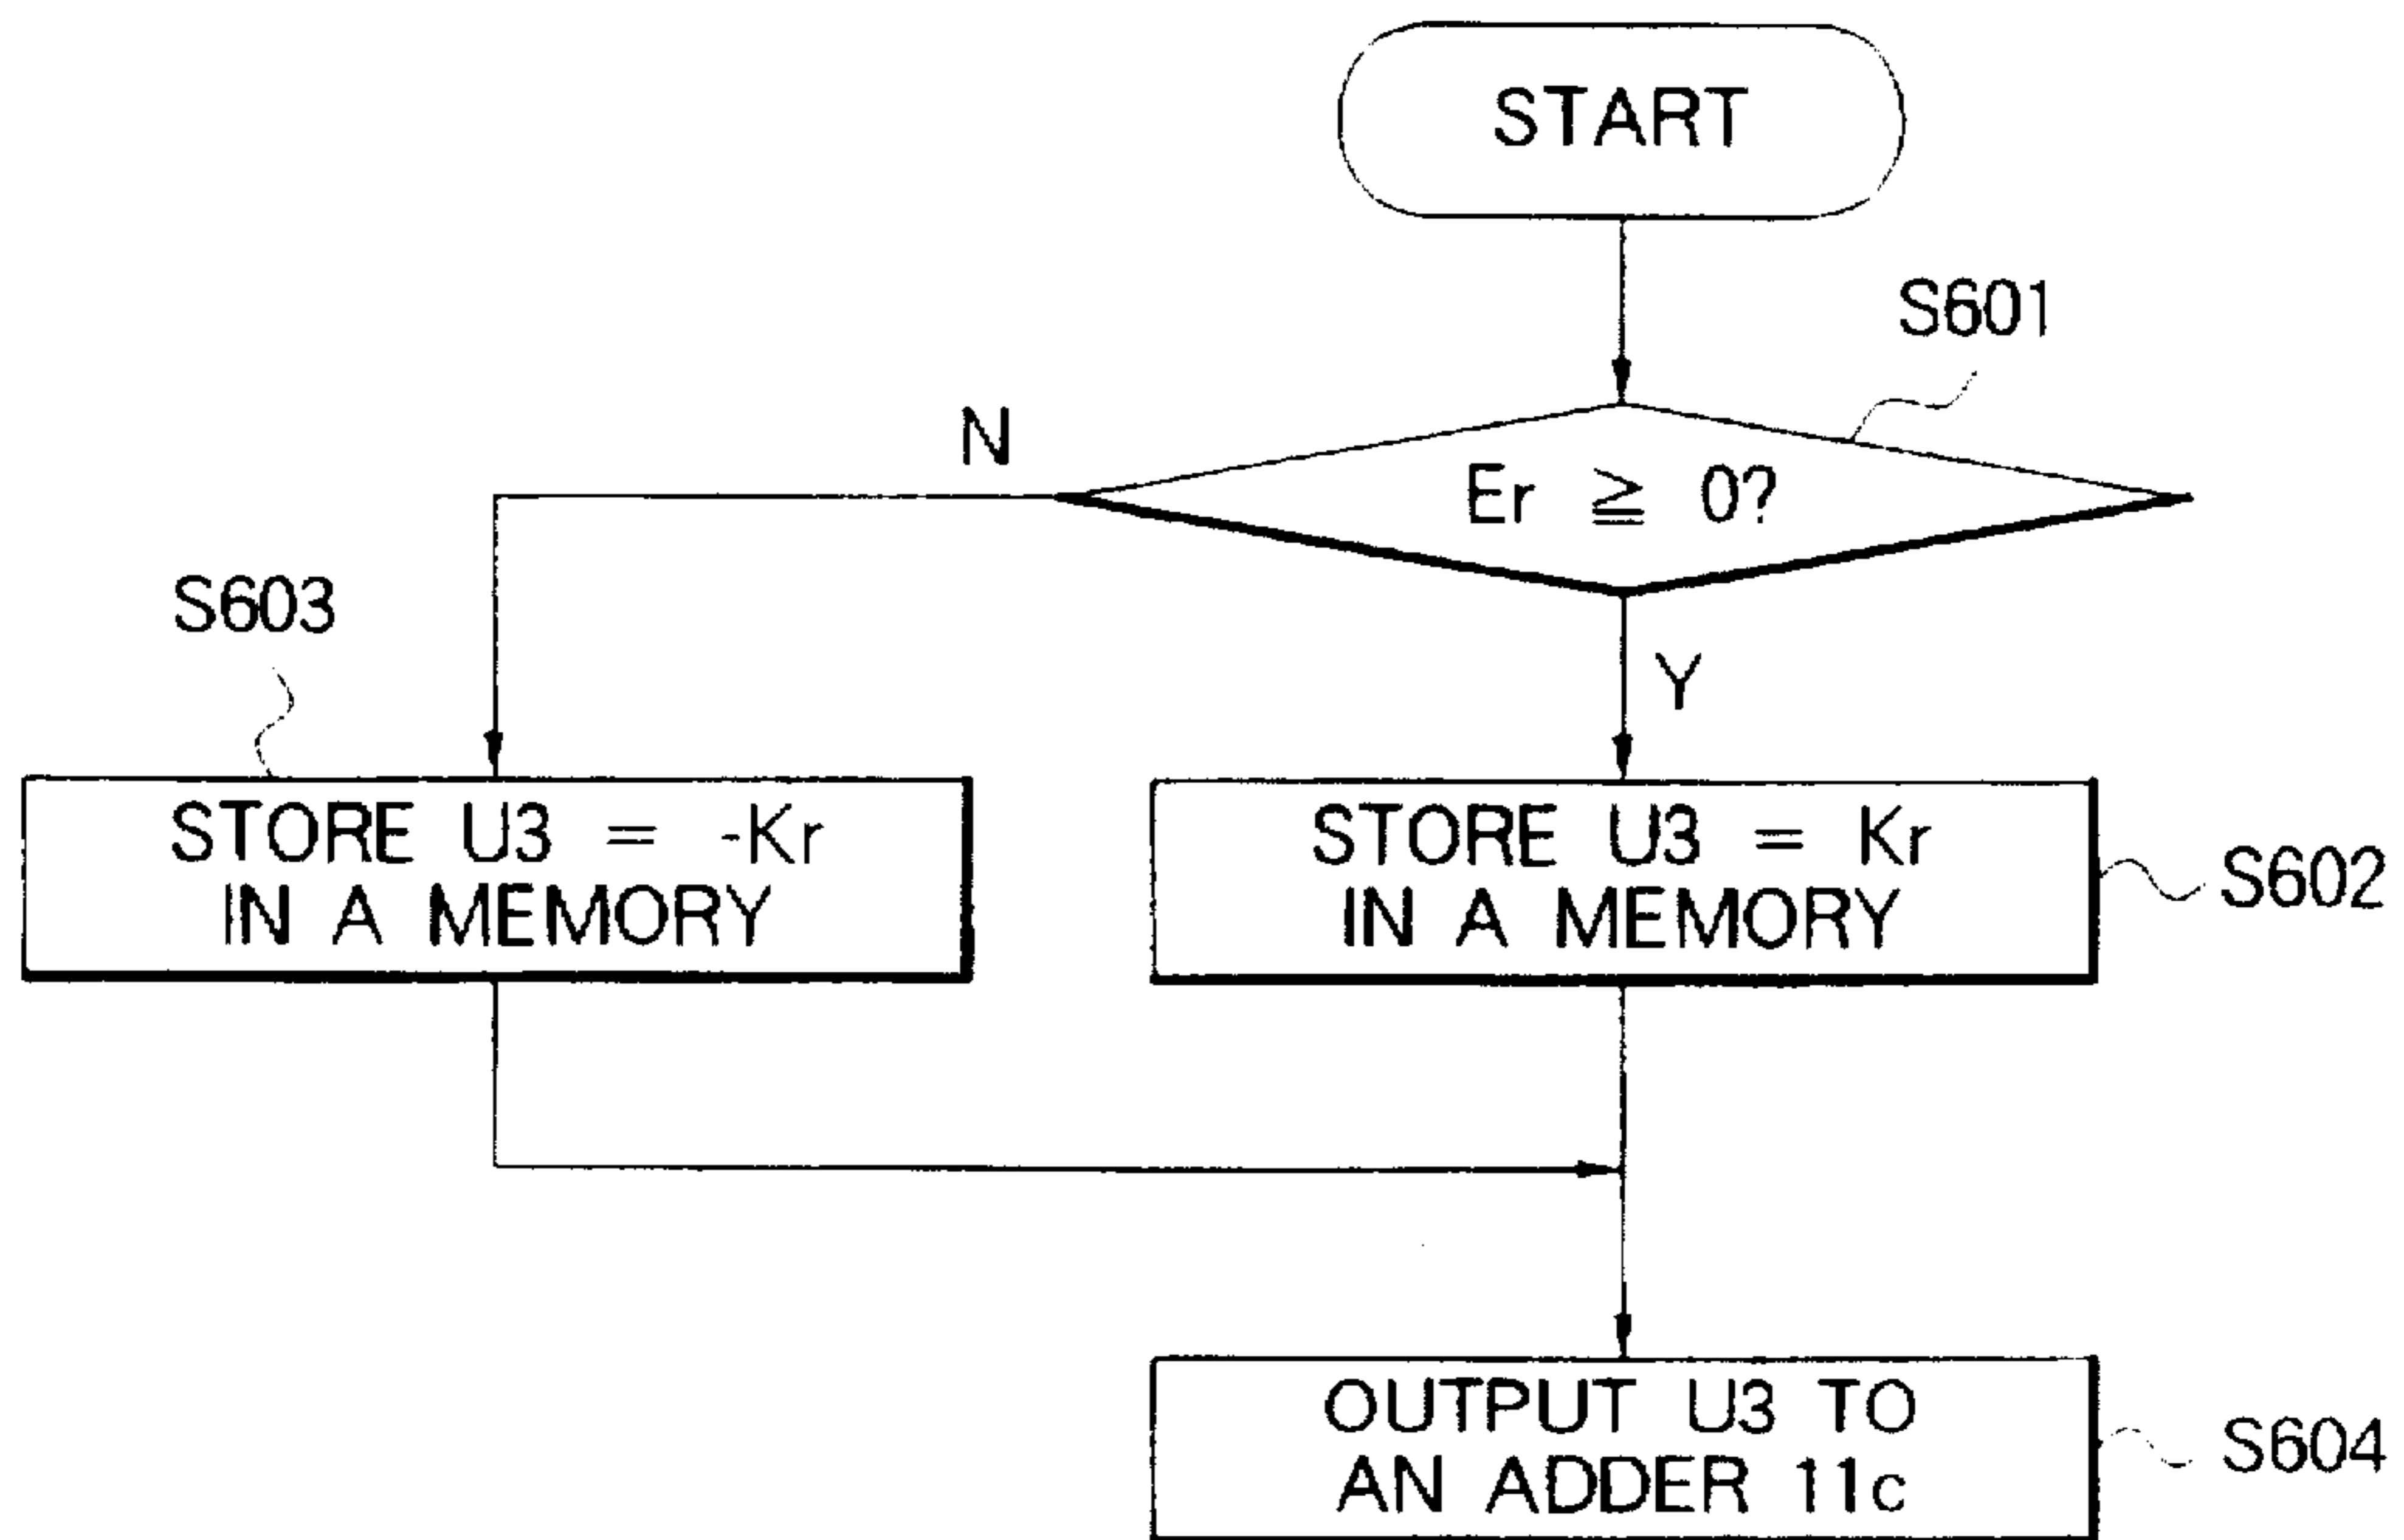 START
S601
N
Er ≧ 0?
S603
Y
STORE U3 = -Kr
IN A MEMORY
STORE U3 = Kr
IN A MEMORY
S602
OUTPUT U3 TO
AN ADDER 11c
S604